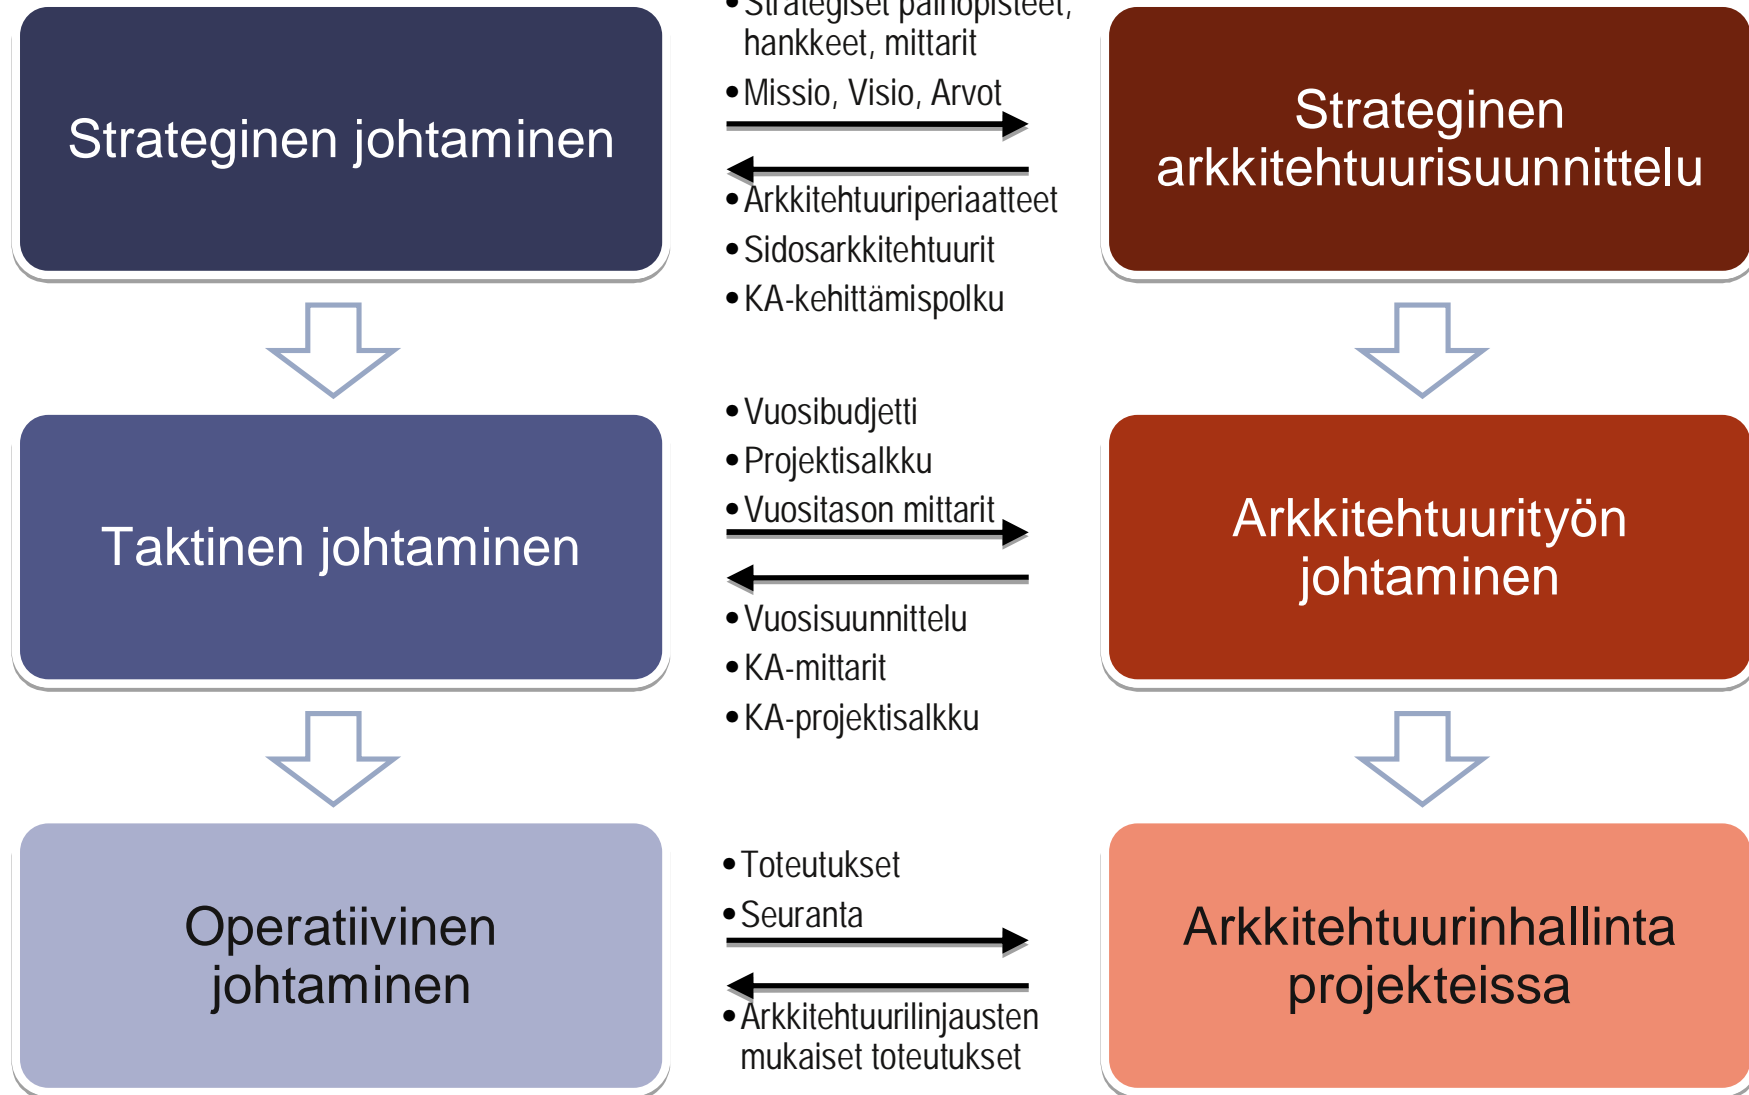 Strateginen johtaminen
• Strategiset painopisteet,
hankkeet, mittarit
• Missio, Visio, Arvot
• Arkkitehtuuriperiaatteet
• Sidosarkkitehtuurit
• KA-kehittämispolku
Strateginen
arkkitehtuurisuunnittelu
Taktinen johtaminen
• Vuosibudjetti
• Projektisalkku
• Vuositason mittarit
• Vuosisuunnittelu
• KA-mittarit
• KA-projektisalkku
Arkkitehtuurityön
johtaminen
Operatiivinen
johtaminen
• Toteutukset
• Seuranta
• Arkkitehtuurilinjausten
mukaiset toteutukset
Arkkitehtuurinhallinta
projekteissa